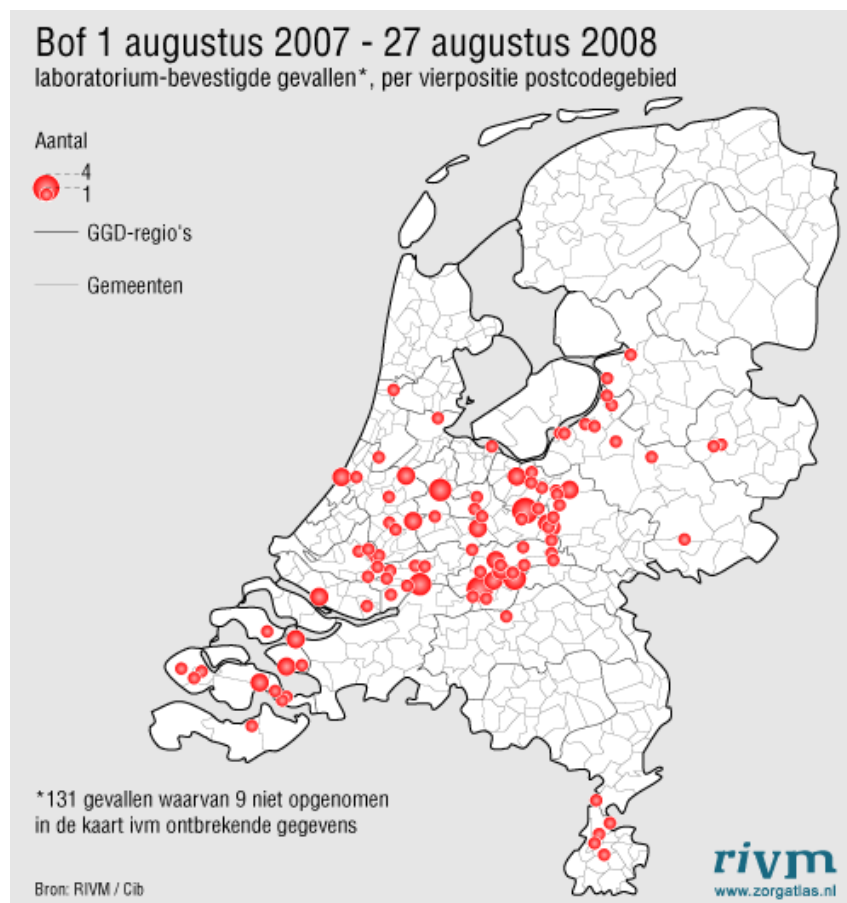 Bof 1 augustus 2007 - 27 augustus 2008
laboratorium-bevestigde gevallen*, per vierpositie postcodegebied
Aantal
4
1
GGD-regio's
Gemeenten
*131 gevallen waarvan 9 niet opgenomen
in de kaart ivm ontbrekende gegevens
Bron: RIVM / Cib
rivm
www.zorgatlas.nl